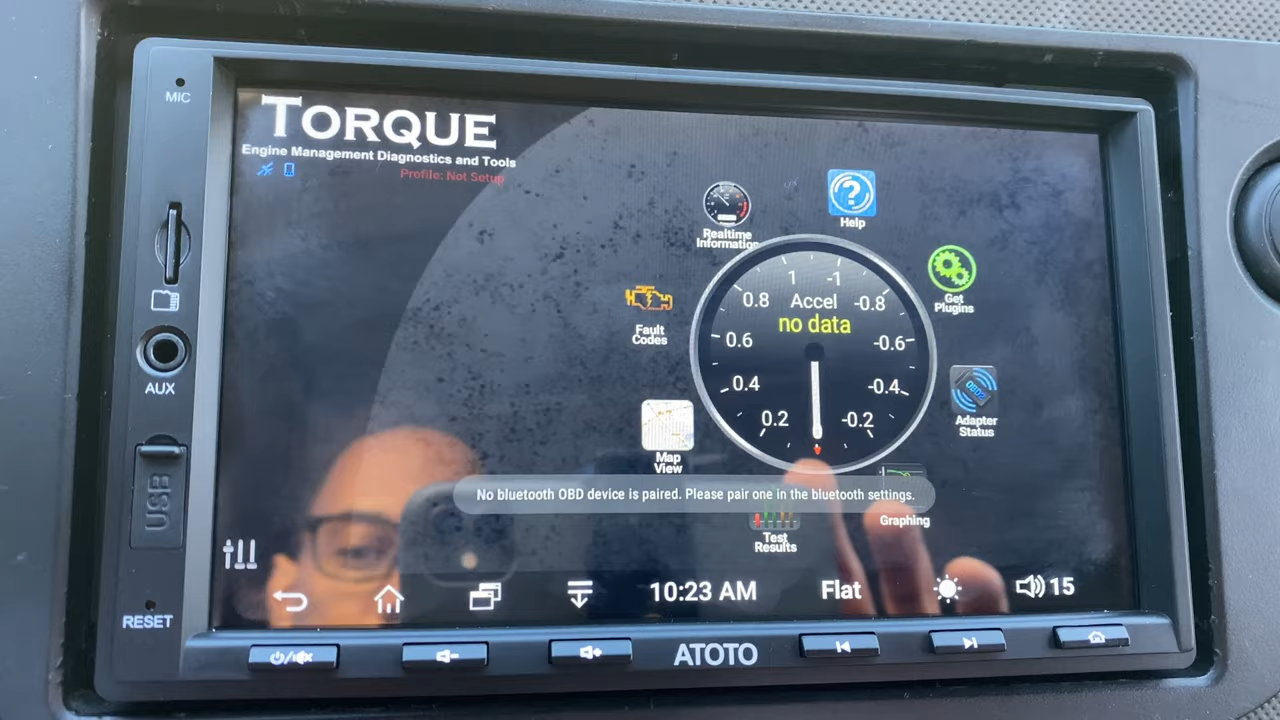 MIC
TORQUE
Engine Management Diagnostics and Tools
Profile: Not Setup
Realtime
Information
Help
Get
Plugins
Fault
Codes
1
-1
0.8
Accel
-0.8
no data
0.6
-0.6
0.4
-0.4
0.2
-0.2
OBD2
Adapter
Status
Map
View
AUX
USB
No bluetooth OBD device is paired. Please pair one in the bluetooth settings.
Graphing
Test
Results
10:23 AM
Flat
15
RESET
ATOTO